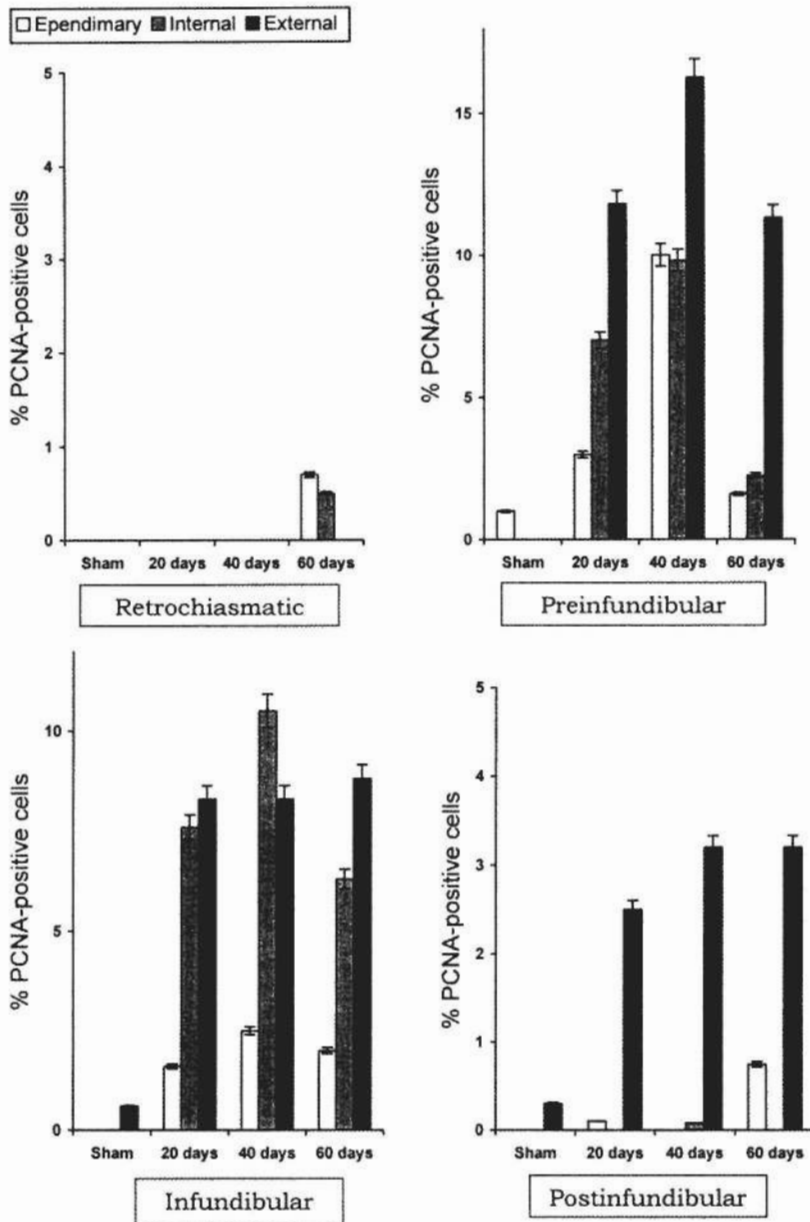 Ependimary Internal External
% PCNA-positive cells
5
4
3
2
1
0
Sham 20 days 40 days 60 days
Retrochiasmatic
% PCNA-positive cells
15
10
5
0
Sham 20 days 40 days 60 days
Preinfundibular
% PCNA-positive cells
10
5
0
Sham 20 days 40 days 60 days
Infundibular
% PCNA-positive cells
5
4
3
2
1
0
Sham 20 days 40 days 60 days
Postinfundibular